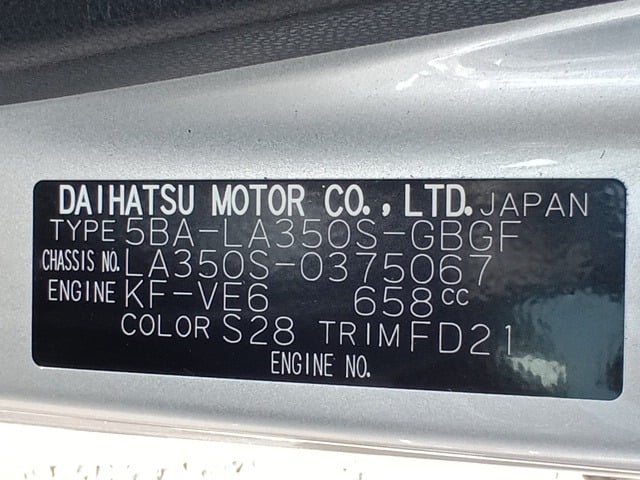 DAIHATSU MOTOR CO., LTD. JAPAN
TYPE 5BA-LA350S-GBGF
CHASSIS NO. LA350S-0375067
ENGINE KF-VE6 658cc
COLOR S28 TRIM FD21
ENGINE NO.